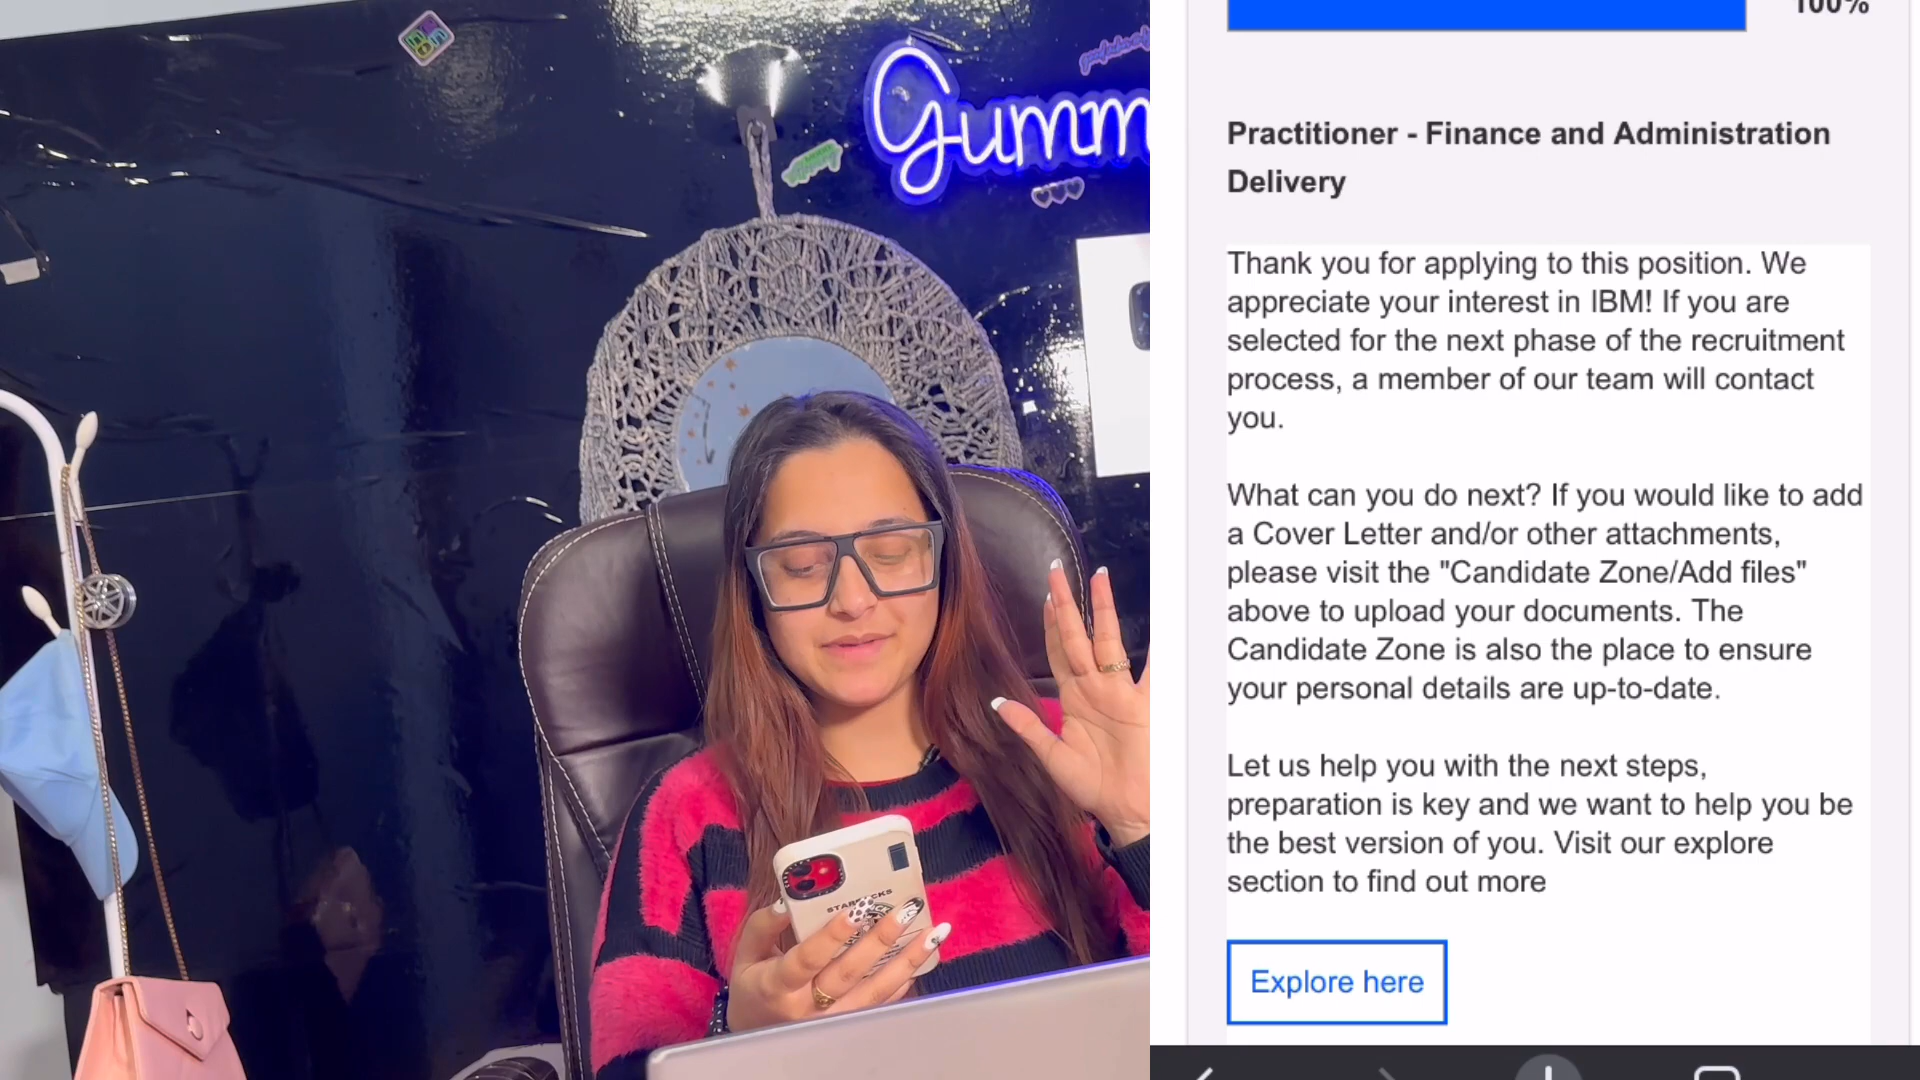 Gumm
STARBUCKS
100%
Practitioner - Finance and Administration
Delivery
Thank you for applying to this position. We
appreciate your interest in IBM! If you are
selected for the next phase of the recruitment
process, a member of our team will contact
you.
What can you do next? If you would like to add
a Cover Letter and/or other attachments,
please visit the "Candidate Zone/Add files"
above to upload your documents. The
Candidate Zone is also the place to ensure
your personal details are up-to-date.
Let us help you with the next steps,
preparation is key and we want to help you be
the best version of you. Visit our explore
section to find out more
Explore here